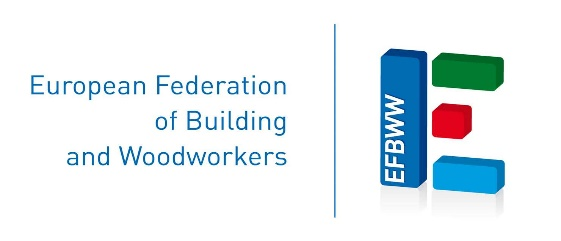 European Federation
of Building
and Woodworkers
EFBWW